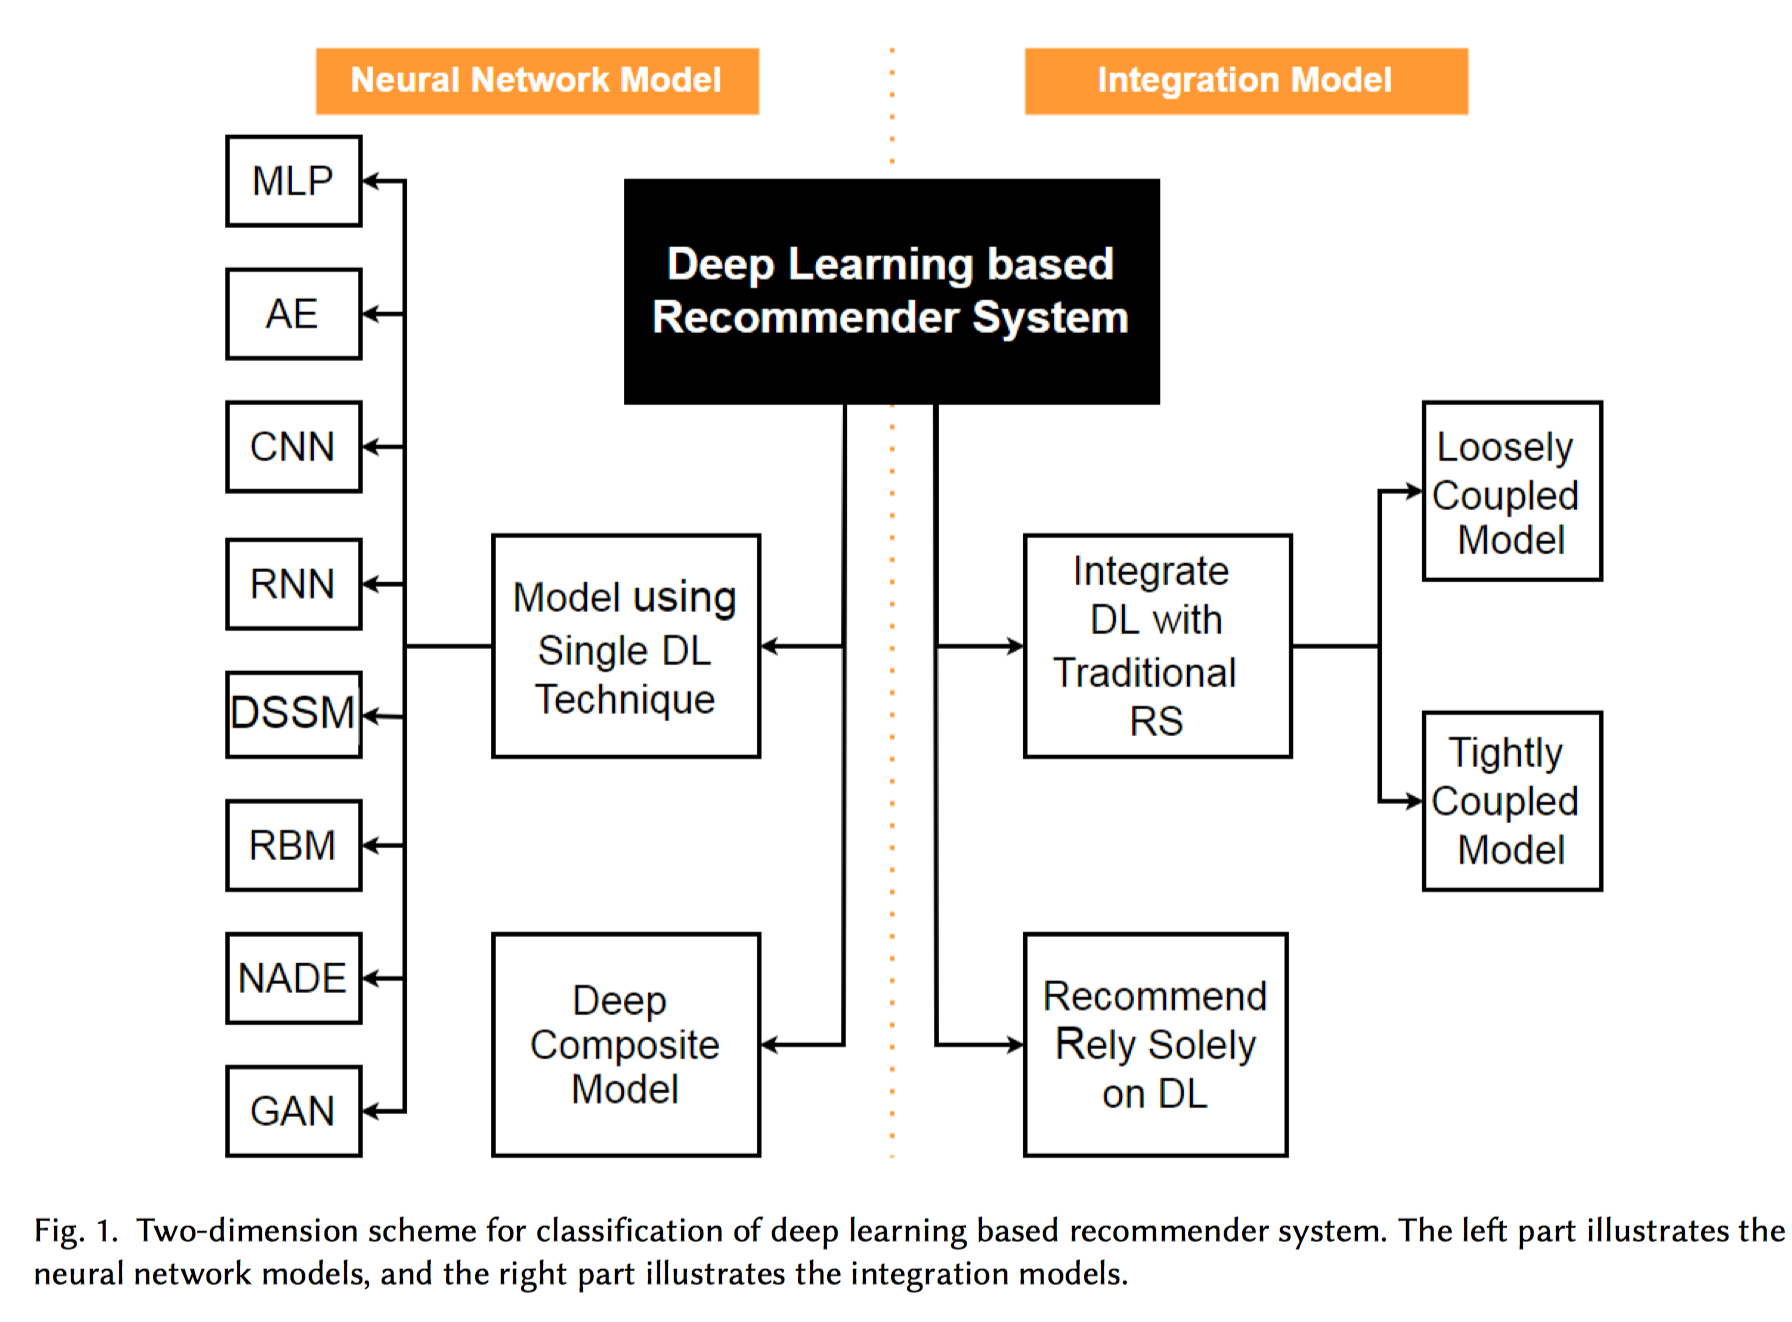 Neural Network Model
Integration Model
Deep Learning based
Recommender System
MLP
AE
CNN
RNN
DSSM
RBM
NADE
GAN
Model using
Single DL
Technique
Deep
Composite
Model
Integrate
DL with
Traditional
RS
Recommend
Rely Solely
on DL
Loosely
Coupled
Model
Tightly
Coupled
Model
Fig. 1. Two-dimension scheme for classification of deep learning based recommender system. The left part illustrates the
neural network models, and the right part illustrates the integration models.